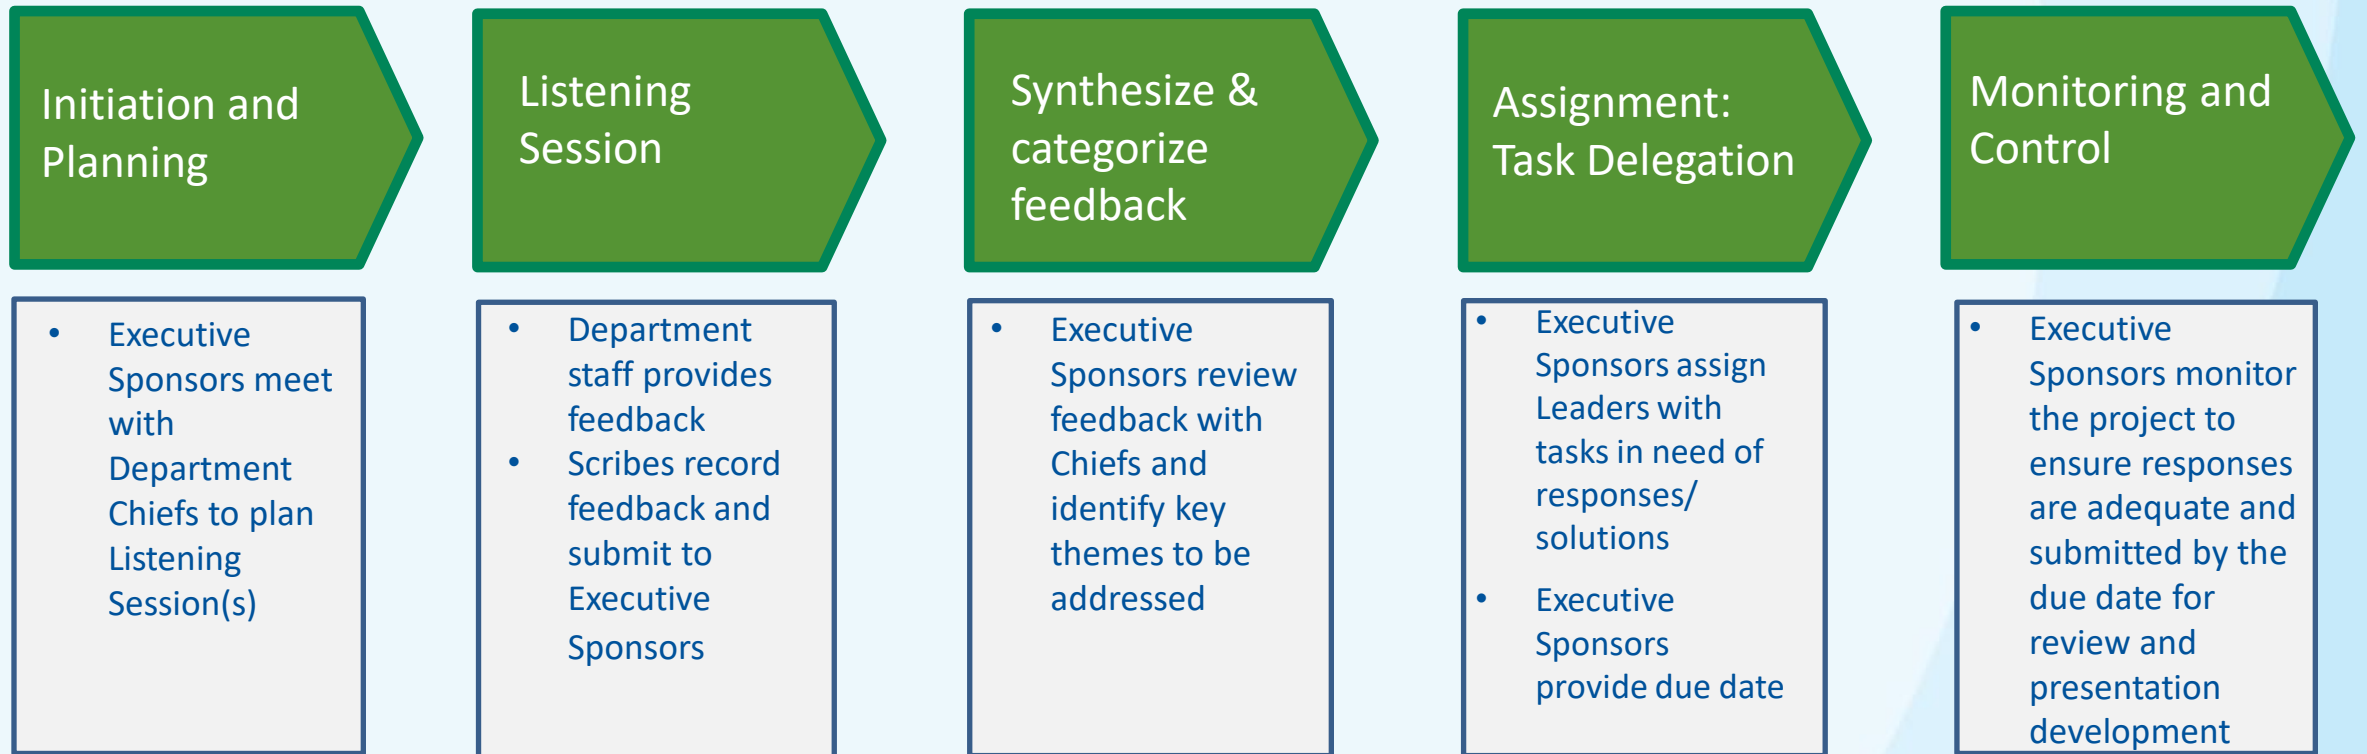 Initiation and
Planning
Listening
Session
Synthesize &
categorize
feedback
Assignment:
Task Delegation
Monitoring and
Control
• Executive
Sponsors meet
with
Department
Chiefs to plan
Listening
Session(s)
• Department
staff provides
feedback
• Scribes record
feedback and
submit to
Executive
Sponsors
• Executive
Sponsors review
feedback with
Chiefs and
identify key
themes to be
addressed
• Executive
Sponsors assign
Leaders with
tasks in need of
responses/
solutions
• Executive
Sponsors
provide due date
• Executive
Sponsors monitor
the project to
ensure responses
are adequate and
submitted by the
due date for
review and
presentation
development